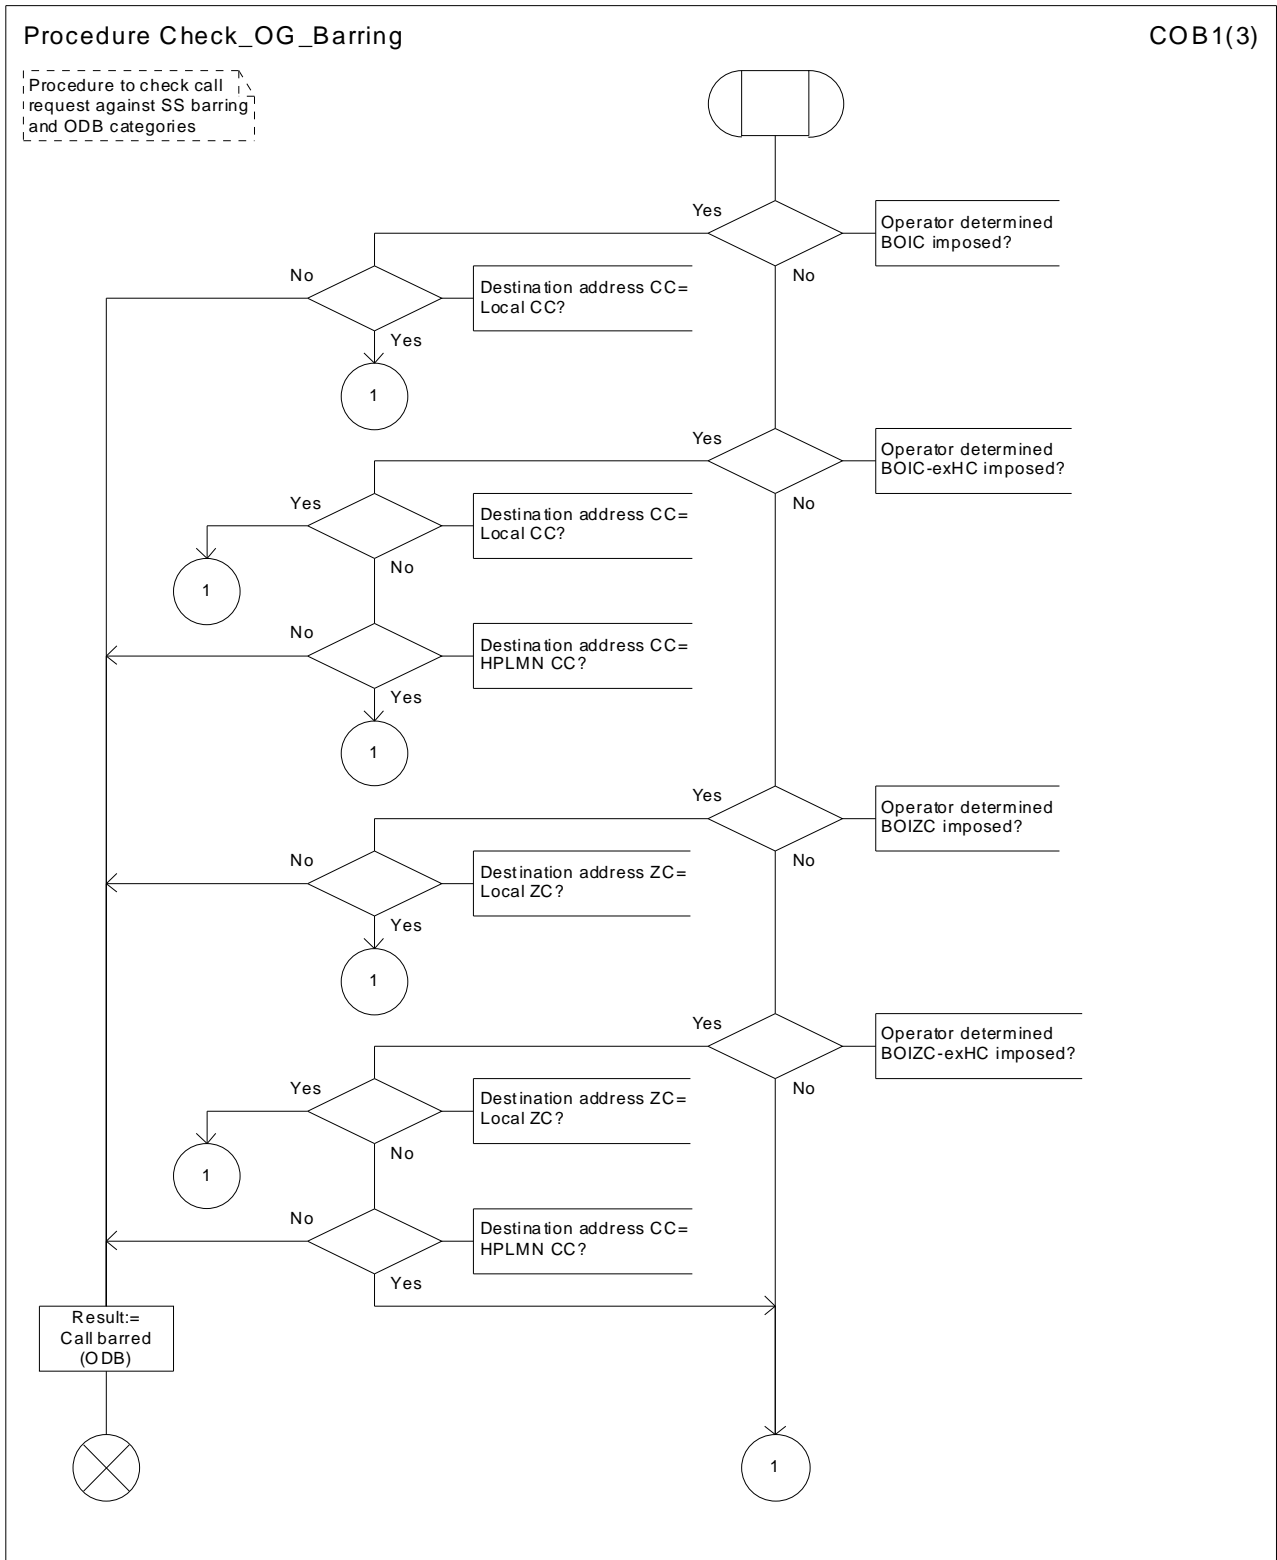 Procedure Check_OG_Barring
COB1(3)
Procedure to check call
request against SS barring
and ODB categories
Yes
Operator determined
BOIC imposed?
No
No
Destination address CC=
Local CC?
Yes
1
Yes
Operator determined
BOIC-exHC imposed?
No
Yes
Destination address CC=
Local CC?
No
1
No
Destination address CC=
HPLMN CC?
Yes
1
Yes
Operator determined
BOIZC imposed?
No
No
Destination address ZC=
Local ZC?
Yes
1
Yes
Operator determined
BOIZC-exHC imposed?
No
Yes
Destination address ZC=
Local ZC?
No
1
No
Destination address CC=
HPLMN CC?
Yes
Result:=
Call barred
(ODB)
1